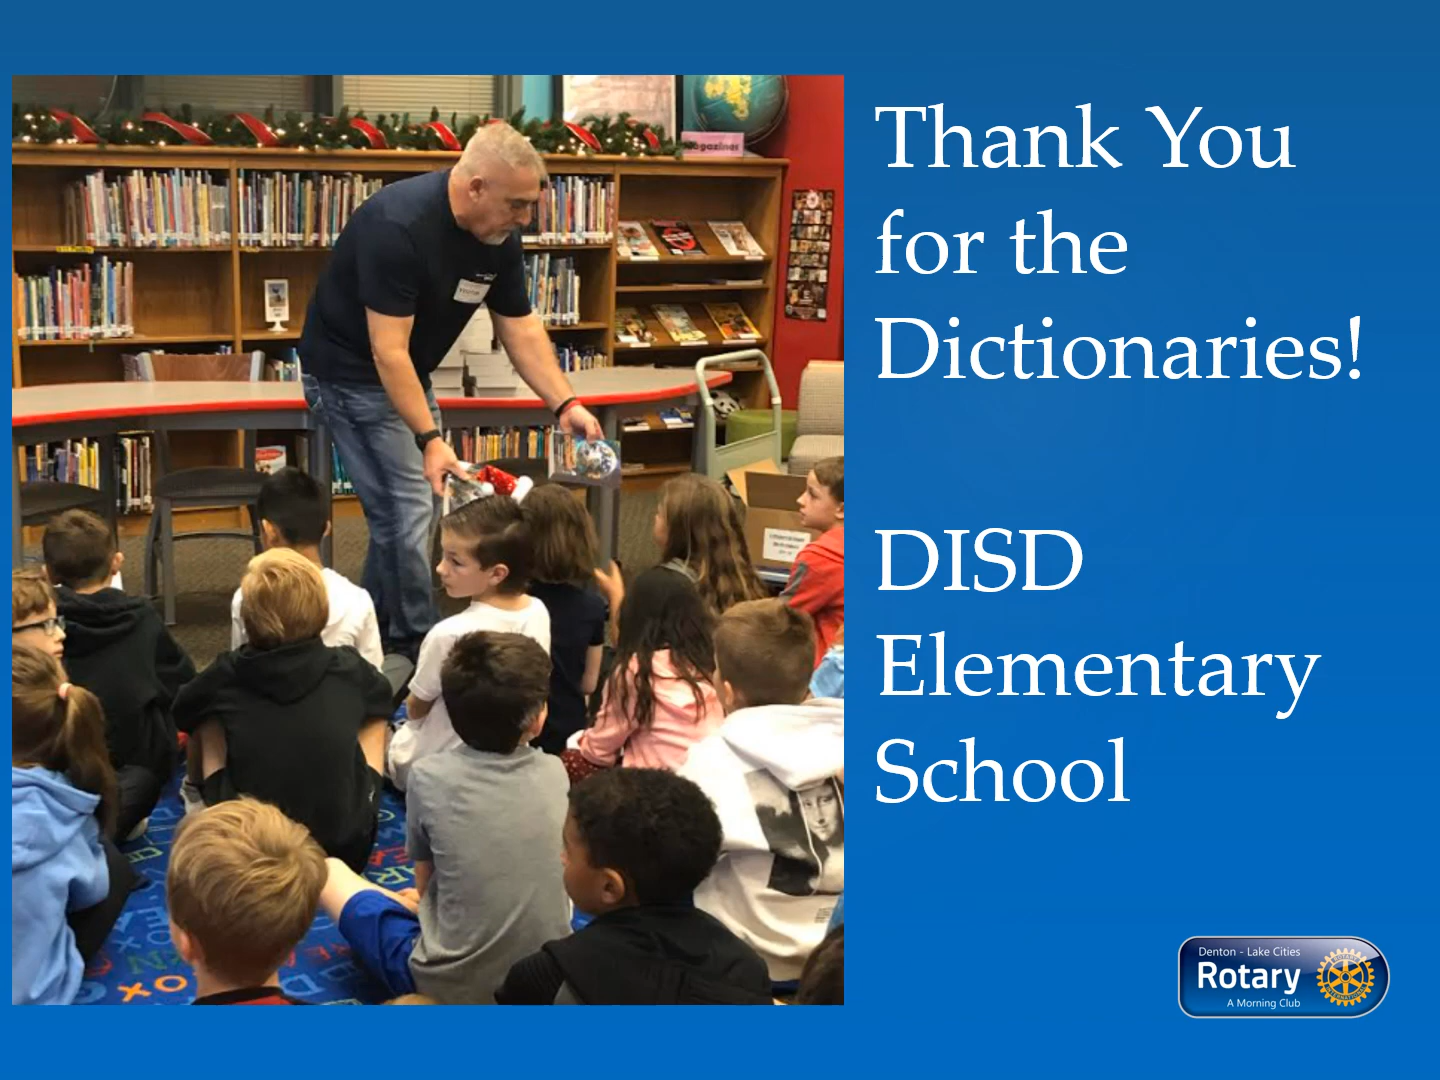 Thank You
for the
Dictionaries!
DISD
Elementary
School
Denton - Lake Cities
Rotary
A Morning Club